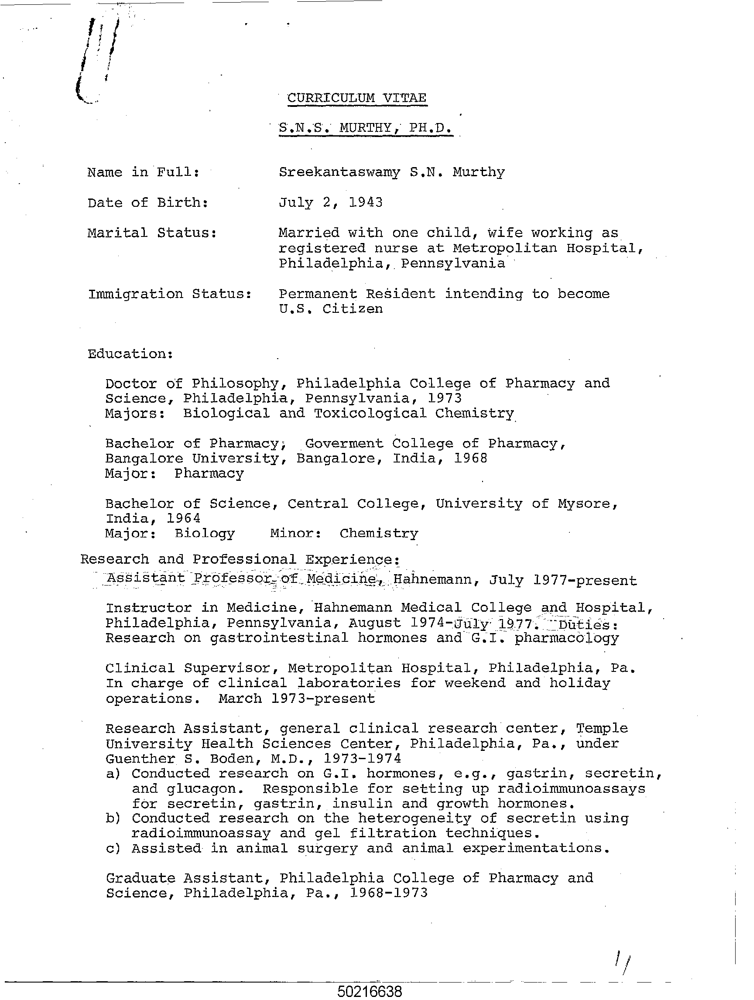 CURRICULUM VITAE
S.N.S. MURTHY, PH.D.
Name in Full: Sreekantaswamy S.N. Murthy
Date of Birth: July 2, 1943
Marital Status: Married with one child, wife working as
registered nurse at Metropolitan Hospital,
Philadelphia, Pennsylvania
Immigration Status: Permanent Resident intending to become
U.S. Citizen
Education:
Doctor of Philosophy, Philadelphia College of Pharmacy and
Science, Philadelphia, Pennsylvania, 1973
Majors: Biological and Toxicological Chemistry
Bachelor of Pharmacy; Goverment College of Pharmacy,
Bangalore University, Bangalore, India, 1968
Major: Pharmacy
Bachelor of Science, Central College, University of Mysore,
India, 1964
Major: Biology Minor: Chemistry
Research and Professional Experience:
Assistant Professor of Medicine, Hahnemann, July 1977-present
Instructor in Medicine, Hahnemann Medical College and Hospital,
Philadelphia, Pennsylvania, August 1974-July 1977. Duties:
Research on gastrointestinal hormones and G.I. pharmacology
Clinical Supervisor, Metropolitan Hospital, Philadelphia, Pa.
In charge of clinical laboratories for weekend and holiday
operations. March 1973-present
Research Assistant, general clinical research center, Temple
University Health Sciences Center, Philadelphia, Pa., under
Guenther S. Boden, M.D., 1973-1974
a) Conducted research on G.I. hormones, e.g., gastrin, secretin,
and glucagon. Responsible for setting up radioimmunoassays
for secretin, gastrin, insulin and growth hormones.
b) Conducted research on the heterogeneity of secretin using
radioimmunoassay and gel filtration techniques.
c) Assisted in animal surgery and animal experimentations.
Graduate Assistant, Philadelphia College of Pharmacy and
Science, Philadelphia, Pa., 1968-1973
11
50216638